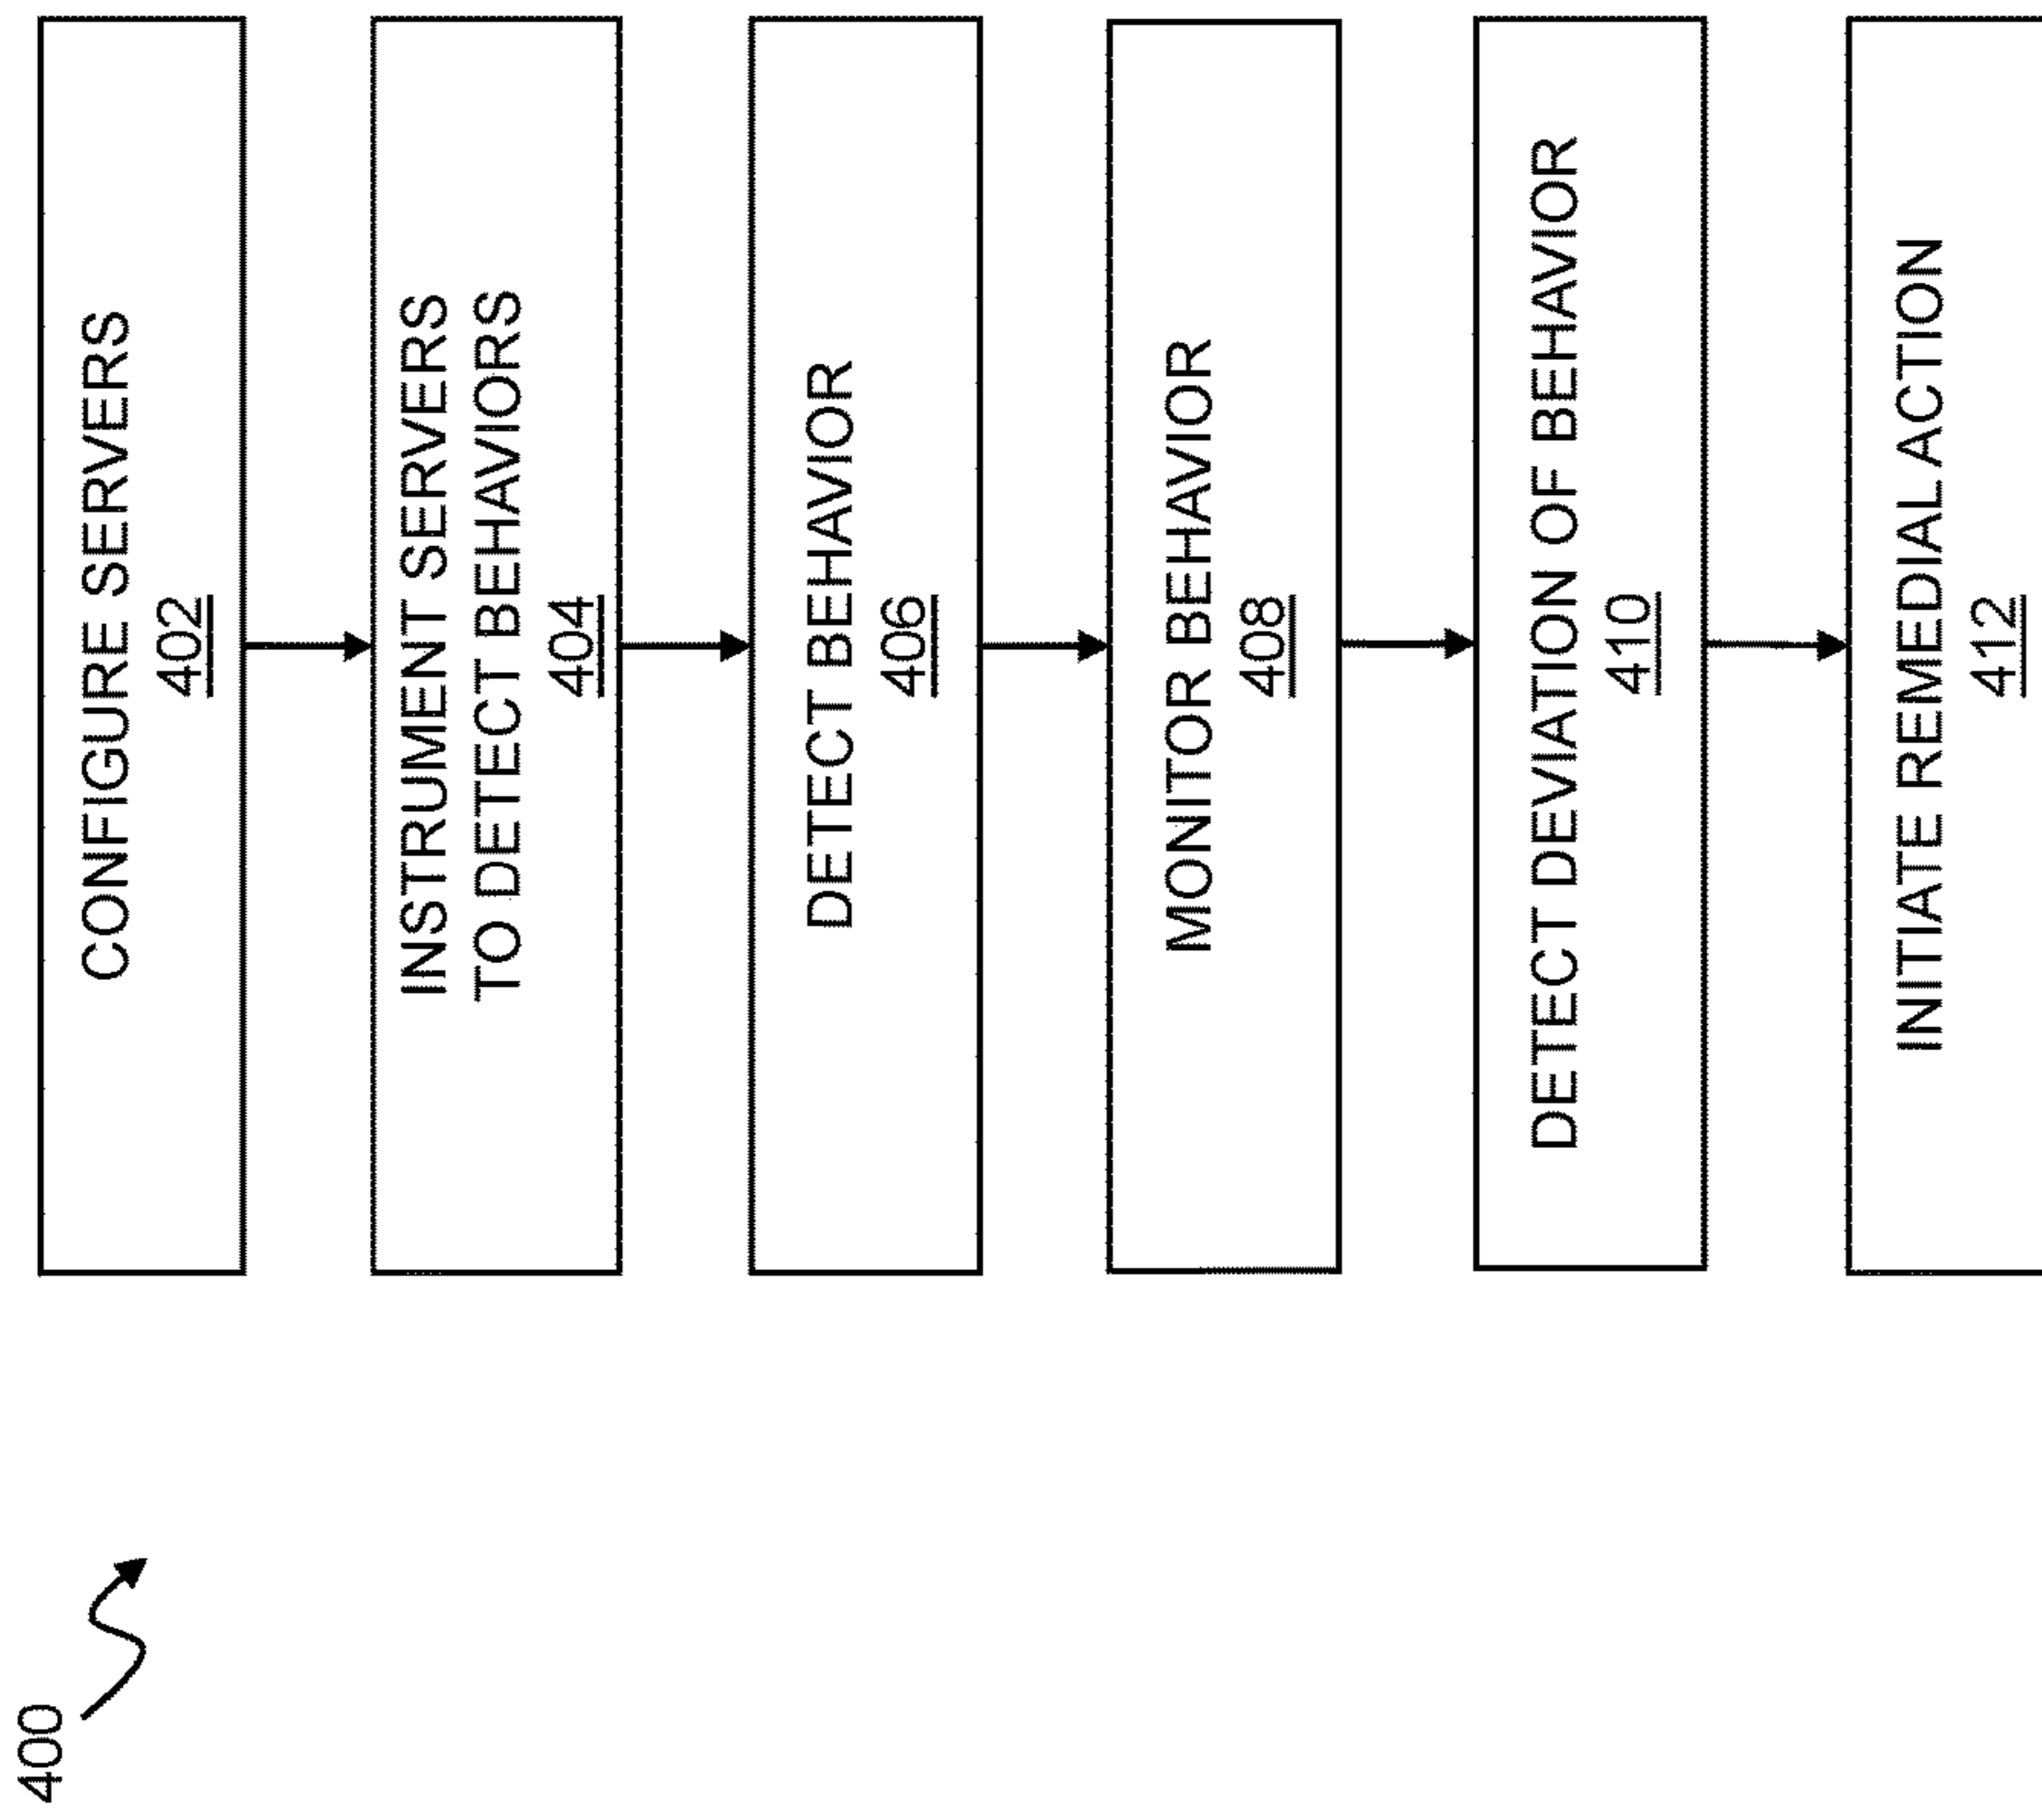 400
CONFIGURE SERVERS
402
INSTRUMENT SERVERS
TO DETECT BEHAVIORS
404
DETECT BEHAVIOR
406
MONITOR BEHAVIOR
408
DETECT DEVIATION OF BEHAVIOR
410
INITIATE REMEDIAL ACTION
412